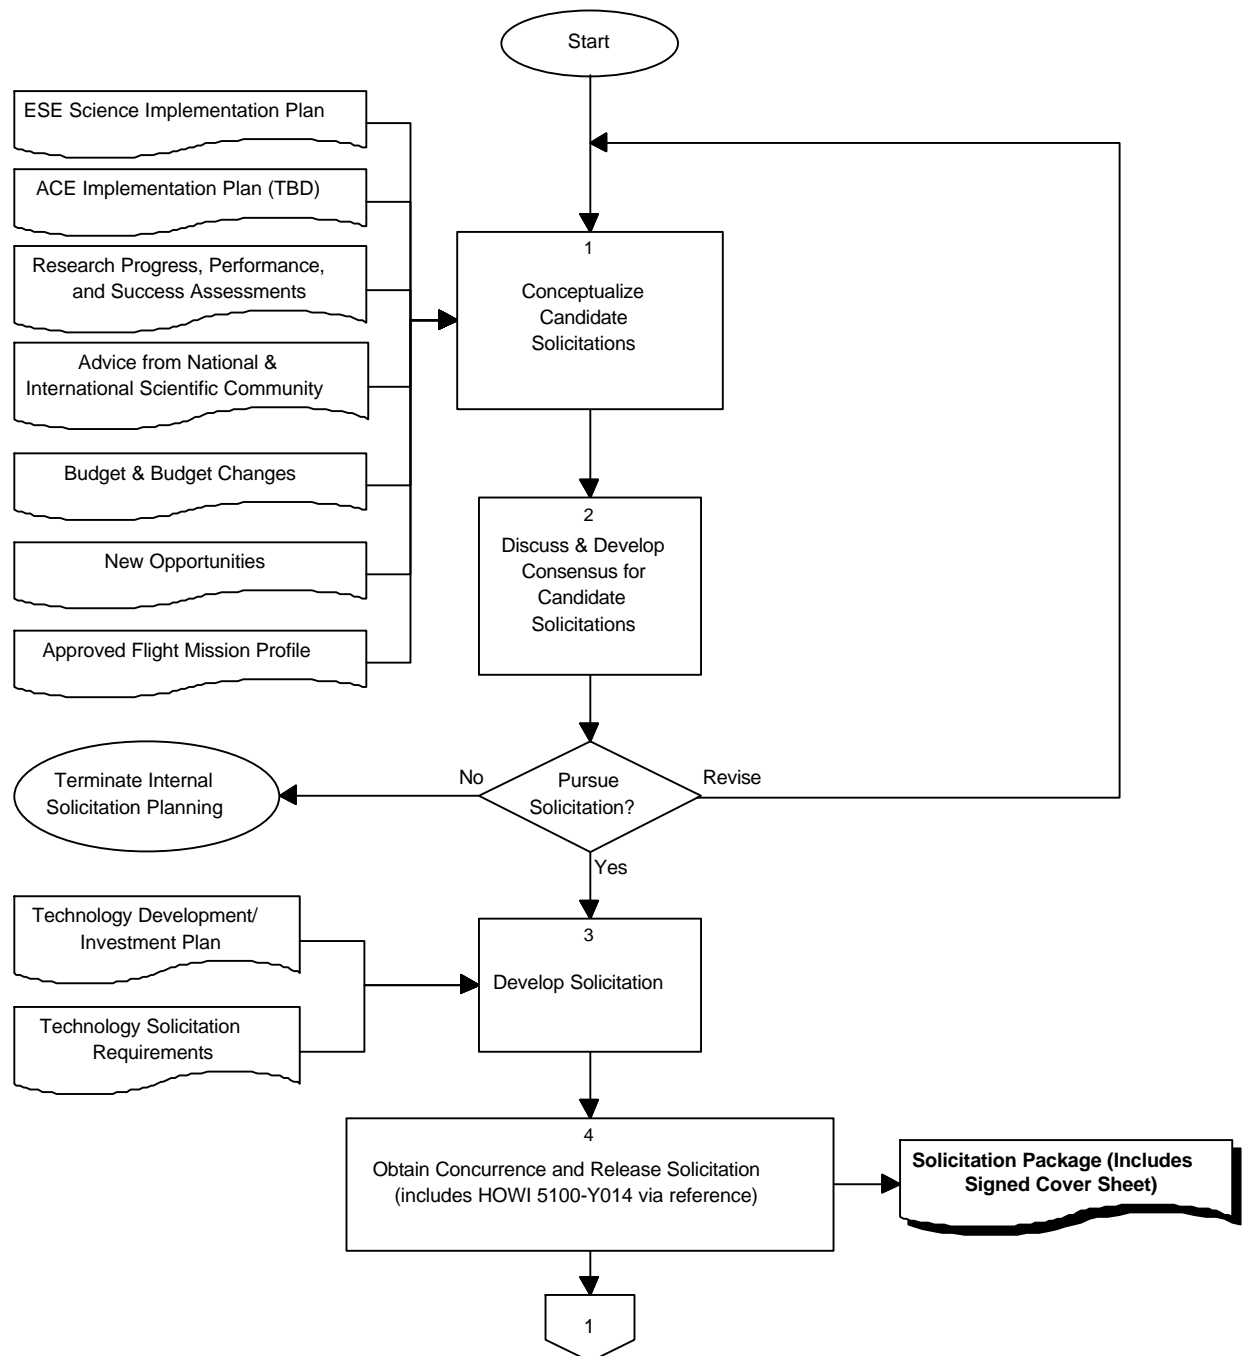 Start
ESE Science Implementation Plan
ACE Implementation Plan (TBD)
Research Progress, Performance,
and Success Assessments
Advice from National &
International Scientific Community
Budget & Budget Changes
New Opportunities
Approved Flight Mission Profile
1
Conceptualize
Candidate
Solicitations
2
Discuss & Develop
Consensus for
Candidate
Solicitations
Pursue
Solicitation?
No
Revise
Yes
Terminate Internal
Solicitation Planning
Technology Development/
Investment Plan
Technology Solicitation
Requirements
3
Develop Solicitation
4
Obtain Concurrence and Release Solicitation
(includes HOWI 5100-Y014 via reference)
Solicitation Package (Includes
Signed Cover Sheet)
1